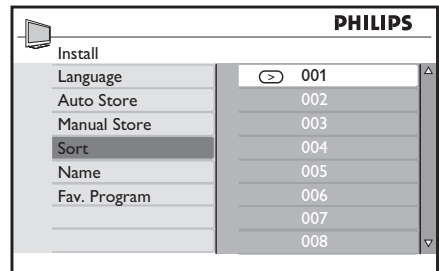 PHILIPS
Install
Language
Auto Store
Manual Store
Sort
Name
Fav. Program
001
002
003
004
005
006
007
008